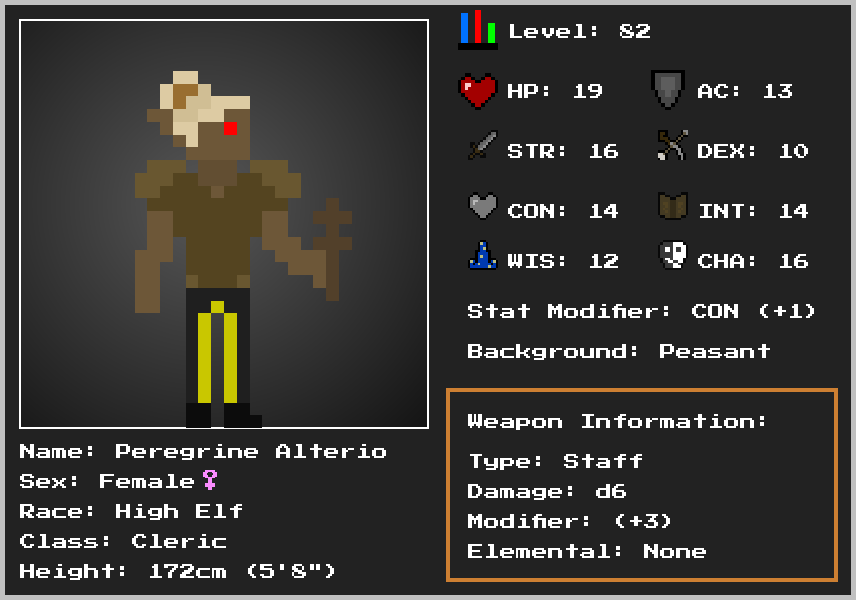 Level: 82
HP: 19 AC: 13
STR: 16 DEX: 10
CON: 14 INT: 14
WIS: 12 CHA: 16
Stat Modifier: CON (+1)
Background: Peasant
Weapon Information:
Type: Staff
Damage: d6
Modifier: (+3)
Elemental: None
Name: Peregrine Alterio
Sex: Female♀
Race: High Elf
Class: Cleric
Height: 172cm (5'8")